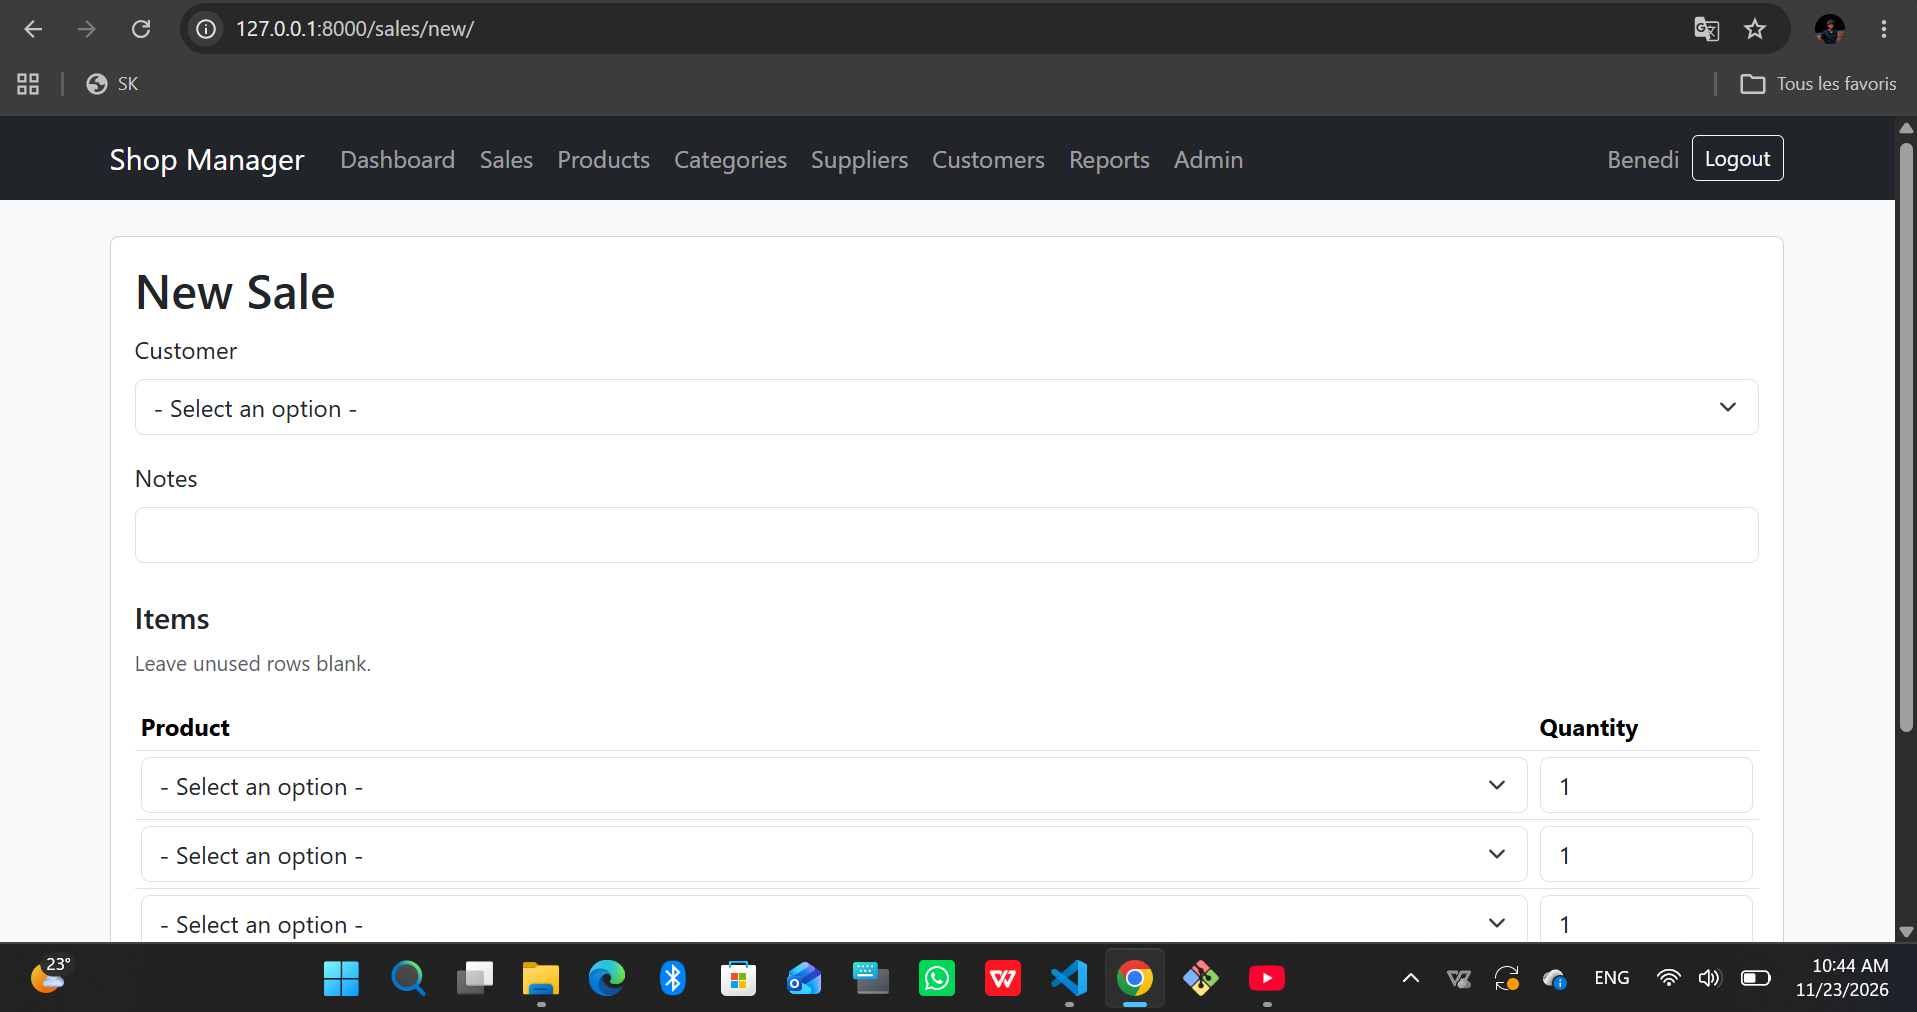 127.0.0.1:8000/sales/new/
SK
Tous les favoris
Shop Manager Dashboard Sales Products Categories Suppliers Customers Reports Admin Benedi Logout
New Sale
Customer
- Select an option -
Notes
Items
Leave unused rows blank.
Product Quantity
- Select an option - 1
- Select an option - 1
- Select an option - 1
23°
ENG
10:44 AM
11/23/2026